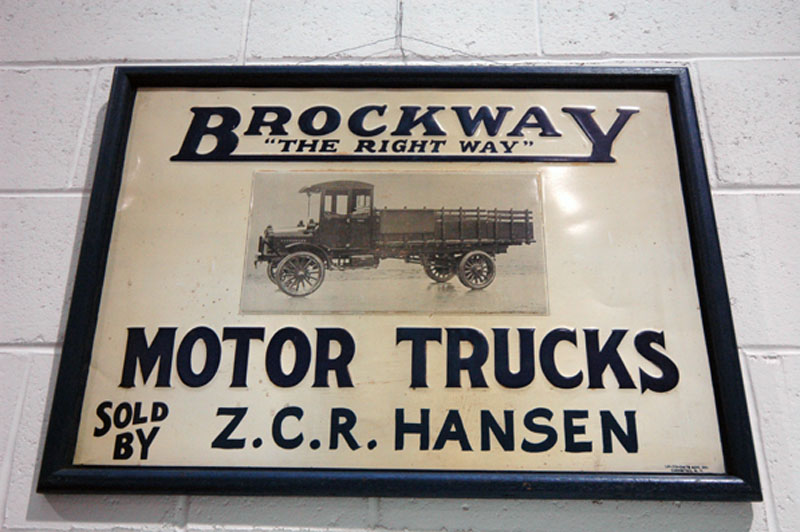 BROCKWAY
"THE RIGHT WAY"
MOTOR TRUCKS
SOLD BY
Z.C.R. HANSEN